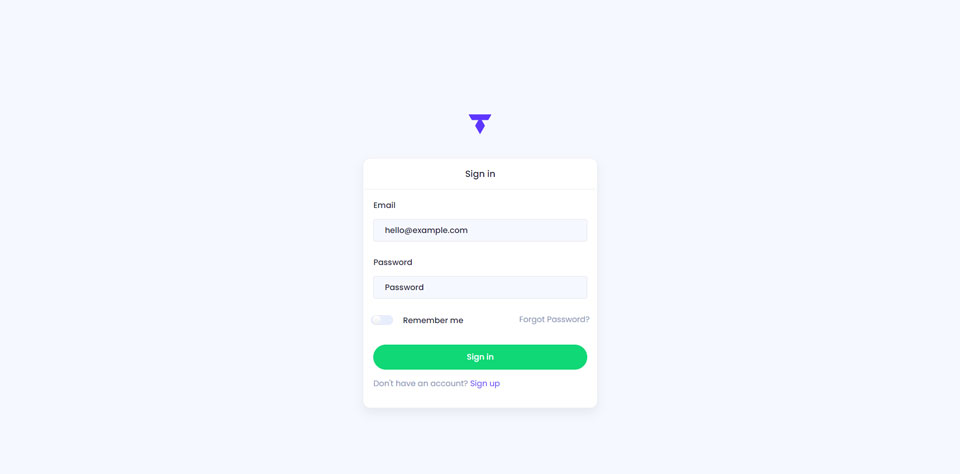 Sign in
Email
hello@example.com
Password
Password
Remember me Forgot Password?
Sign in
Don't have an account? Sign up